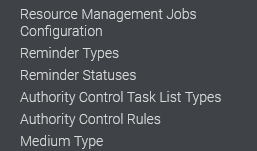 Resource Management Jobs
Configuration
Reminder Types
Reminder Statuses
Authority Control Task List Types
Authority Control Rules
Medium Type